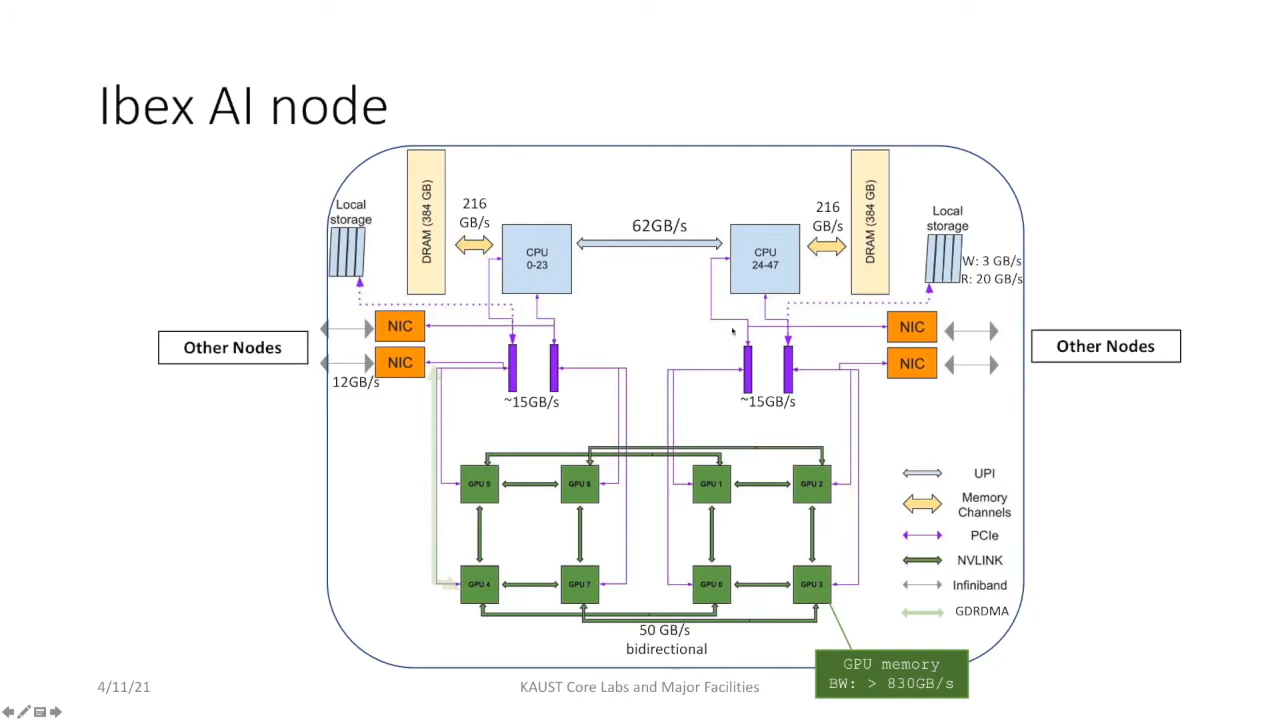 Ibex AI node
Local
storage
DRAM (384 GB)
216
GB/s
CPU
0-23
62GB/s
CPU
24-47
216
GB/s
DRAM (384 GB)
Local
storage
W: 3 GB/s
R: 20 GB/s
NIC
NIC
NIC
NIC
Other Nodes
Other Nodes
12GB/s
~15GB/s
~15GB/s
GPU 5
GPU 6
GPU 1
GPU 2
GPU 4
GPU 7
GPU 0
GPU 3
50 GB/s
bidirectional
UPI
Memory
Channels
PCIe
NVLINK
Infiniband
GDRDMA
GPU memory
BW: > 830GB/s
4/11/21
KAUST Core Labs and Major Facilities